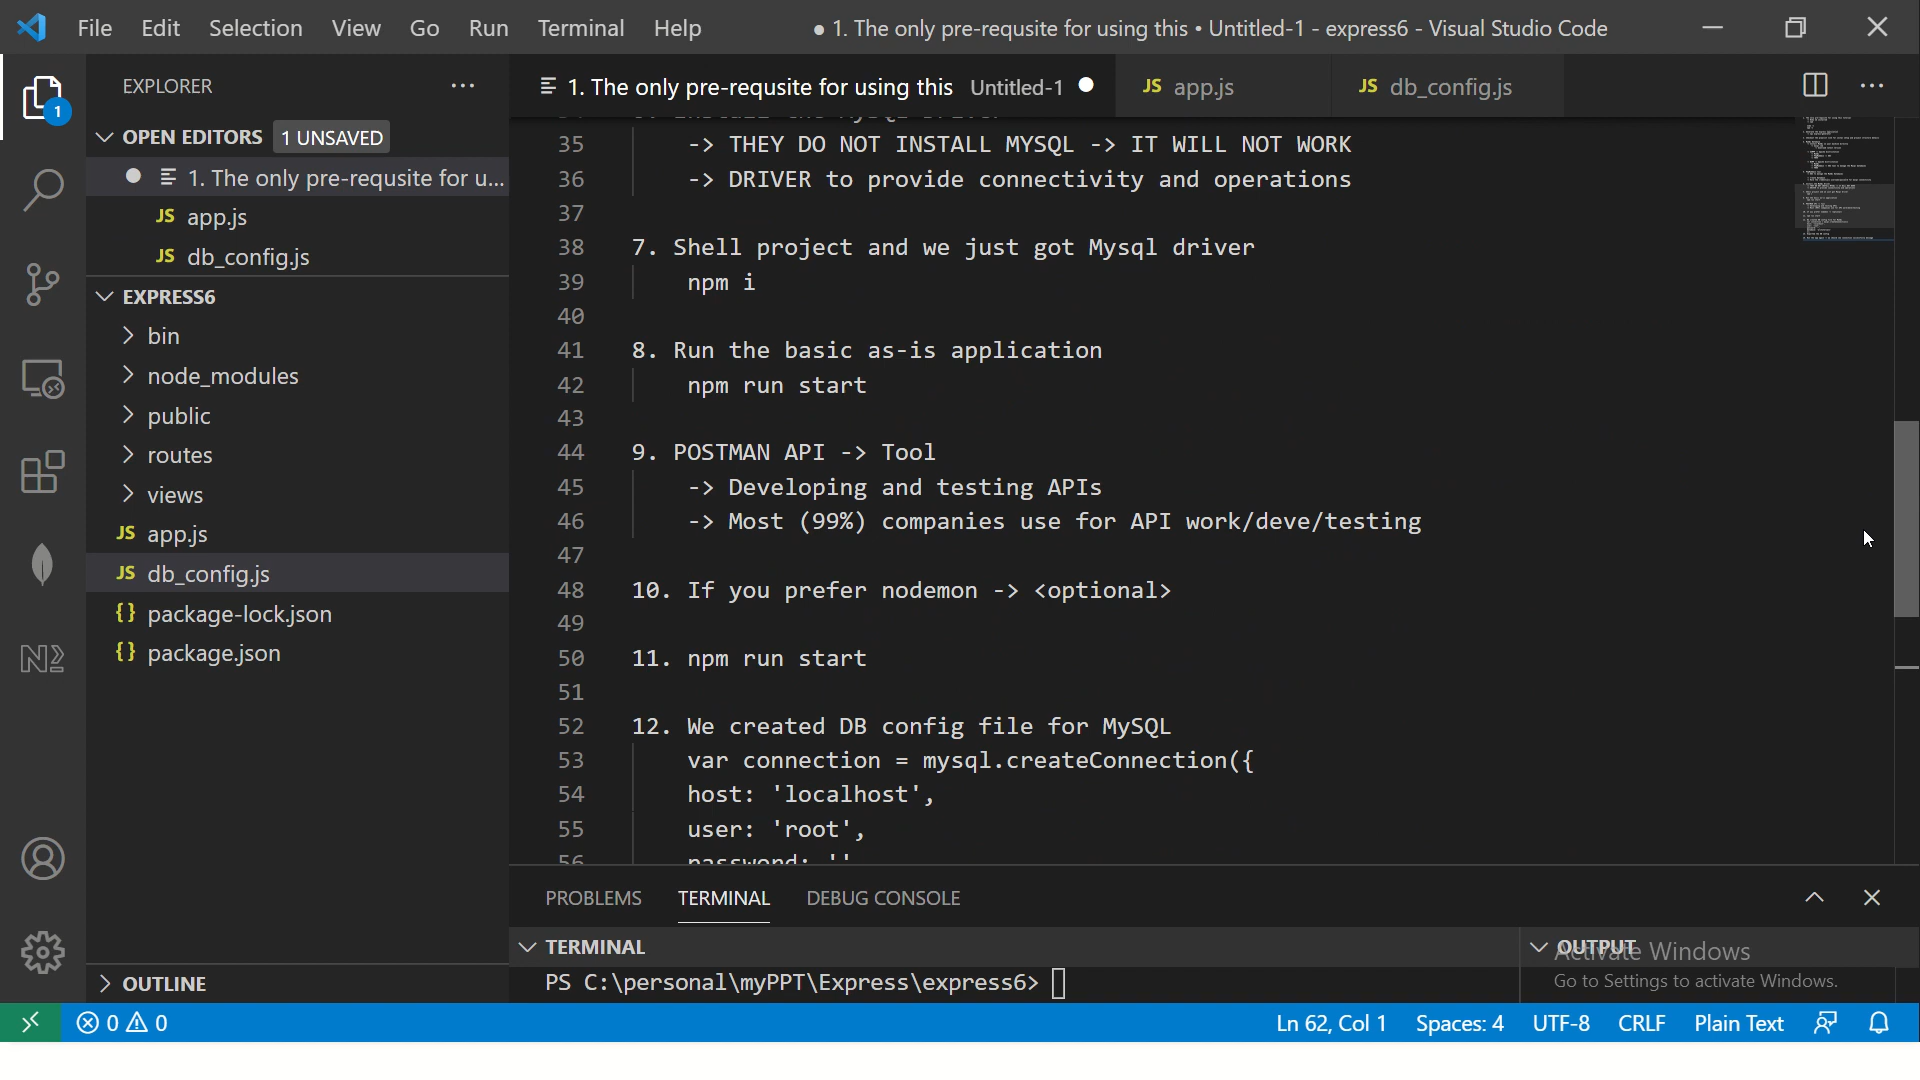 File Edit Selection View Go Run Terminal Help ● 1. The only pre-requsite for using this • Untitled-1 - express6 - Visual Studio Code
EXPLORER
1. The only pre-requsite for using this Untitled-1
JS app.js
JS db_config.js
1
OPEN EDITORS 1 UNSAVED
1. The only pre-requsite for u...
JS app.js
JS db_config.js
EXPRESS6
bin
node_modules
public
routes
views
JS app.js
JS db_config.js
{} package-lock.json
{} package.json
OUTLINE
35 -> THEY DO NOT INSTALL MYSQL -> IT WILL NOT WORK
36 -> DRIVER to provide connectivity and operations
37
38 7. Shell project and we just got Mysql driver
39 npm i
40
41 8. Run the basic as-is application
42 npm run start
43
44 9. POSTMAN API -> Tool
45 -> Developing and testing APIs
46 -> Most (99%) companies use for API work/deve/testing
47
48 10. If you prefer nodemon -> <optional>
49
50 11. npm run start
51
52 12. We created DB config file for MySQL
53 var connection = mysql.createConnection({
54 host: 'localhost',
55 user: 'root',
56 password: ''
PROBLEMS TERMINAL DEBUG CONSOLE
TERMINAL
PS C:\personal\myPPT\Express\express6>
OUTPUT
Activate Windows
Go to Settings to activate Windows.
0 0
Ln 62, Col 1 Spaces: 4 UTF-8 CRLF Plain Text